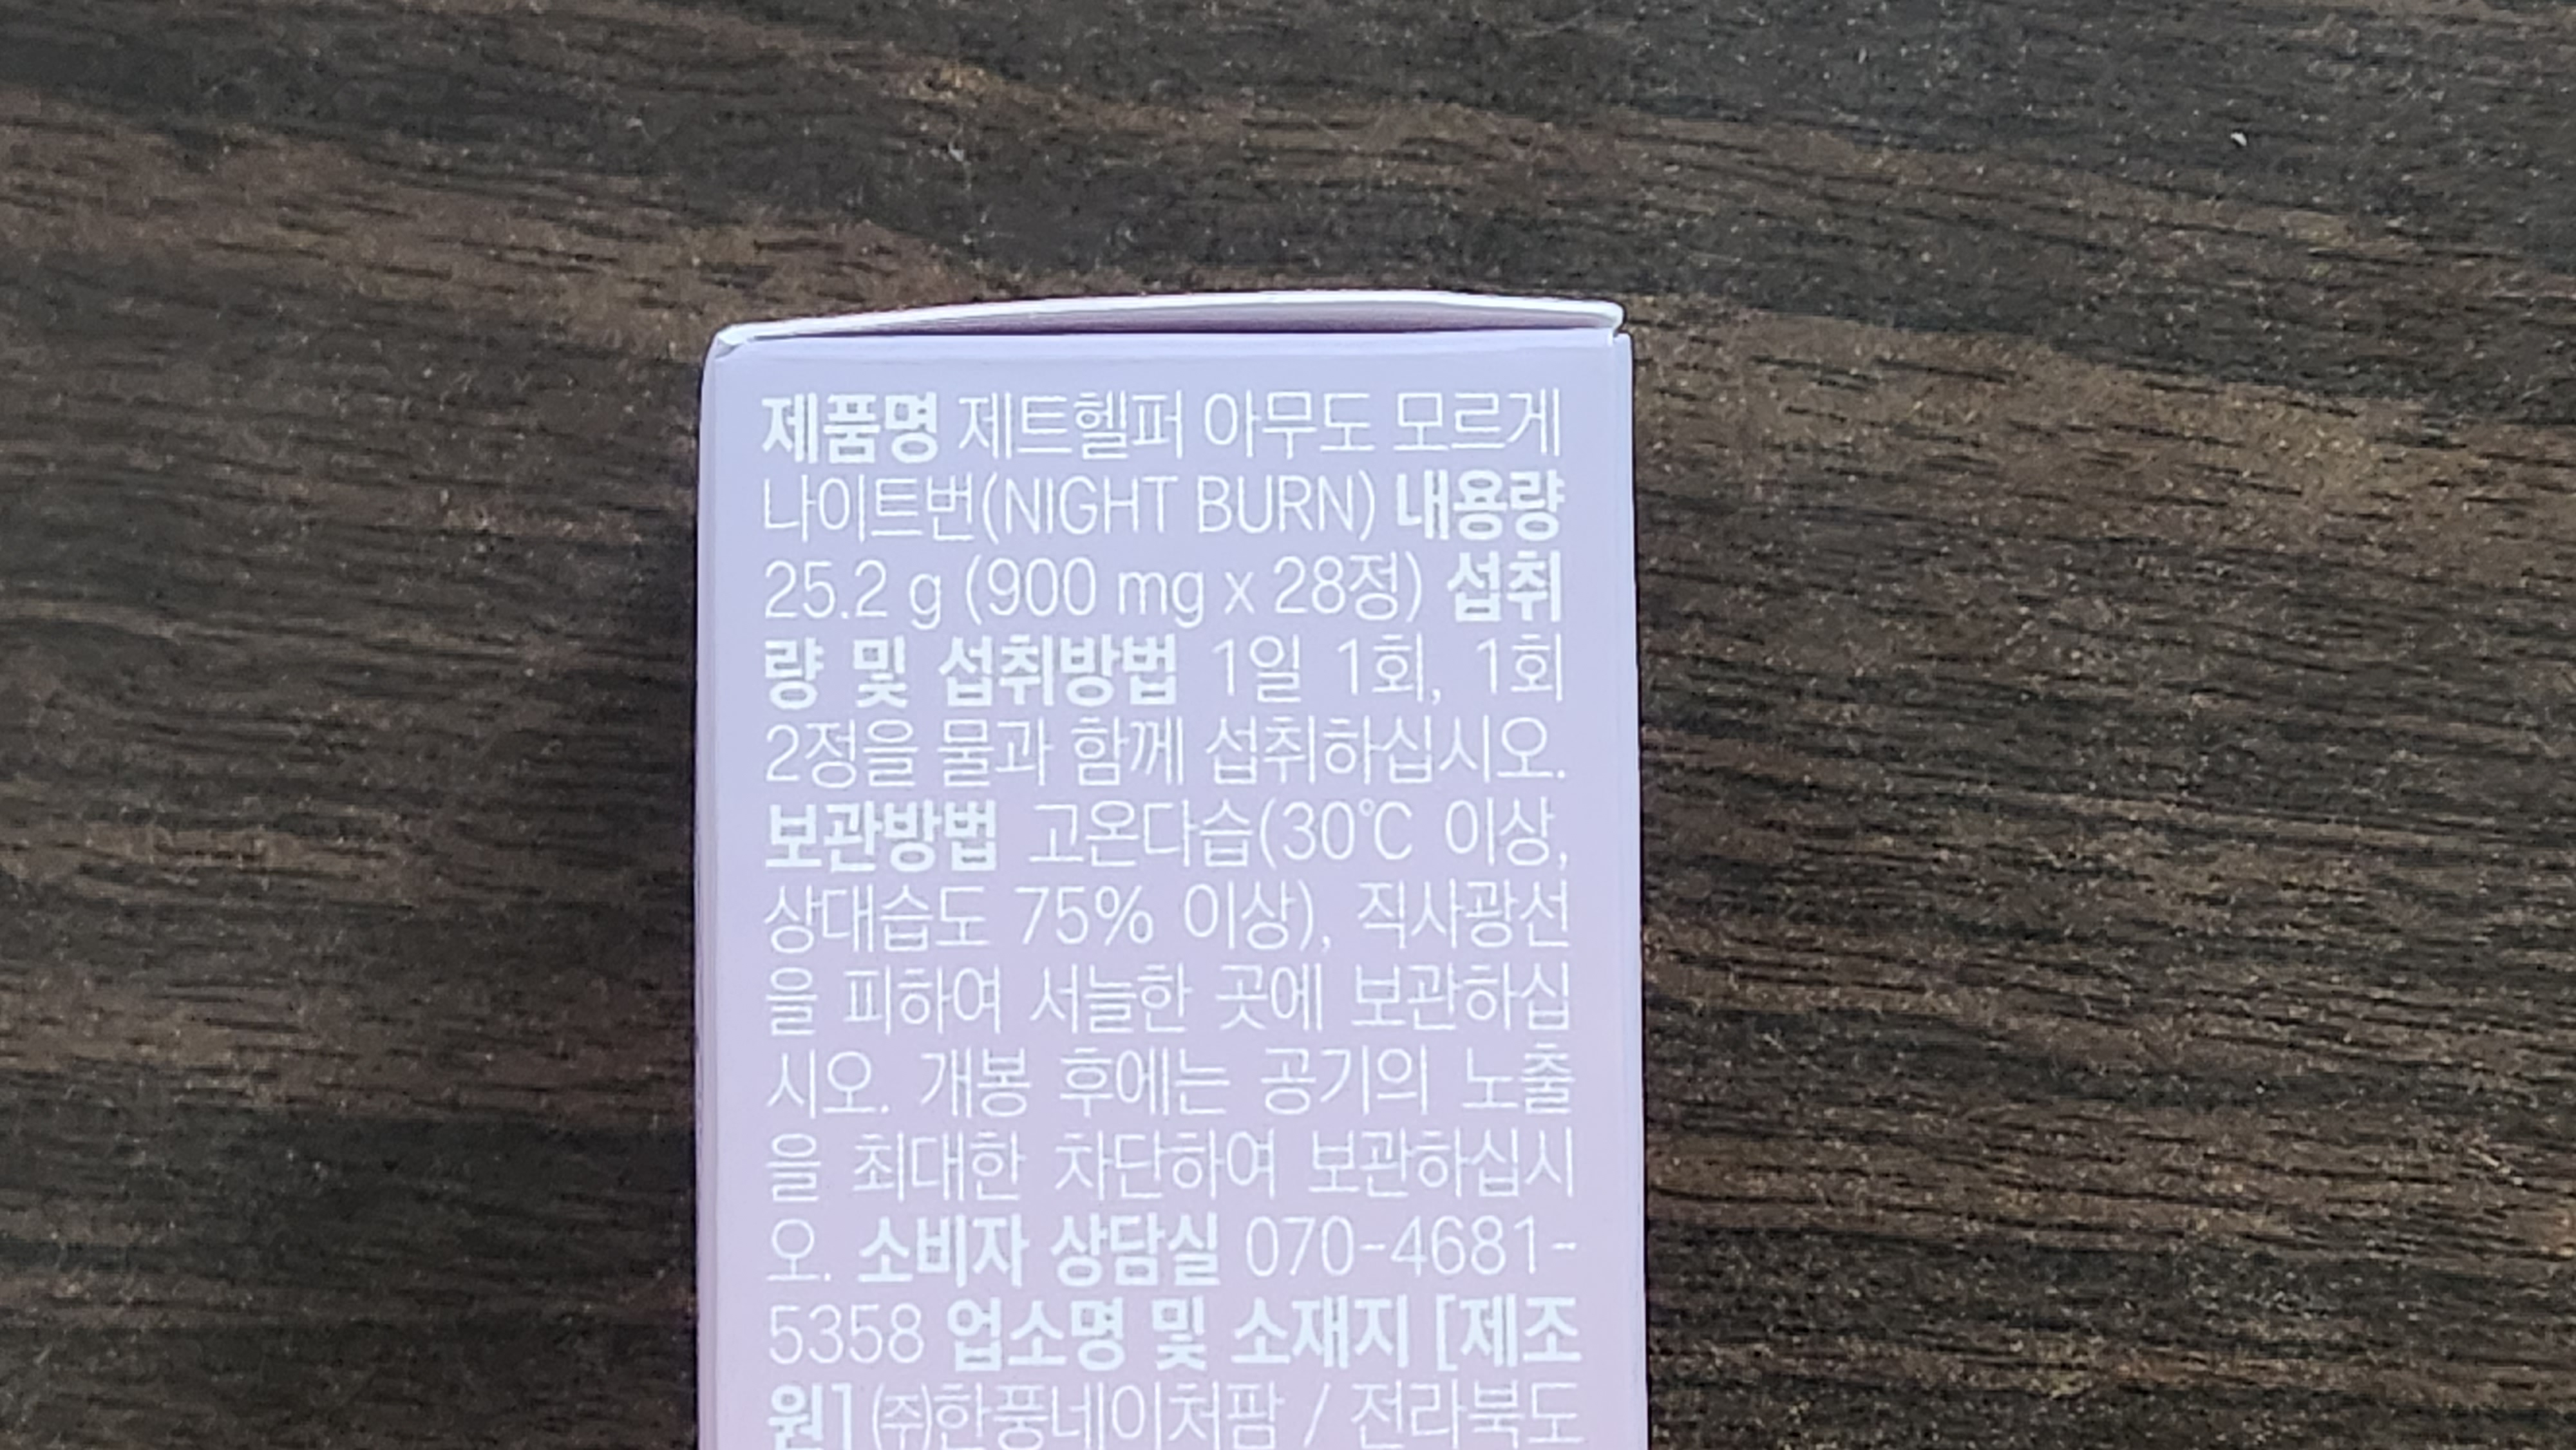 제품명 제트헬퍼 아무도 모르게
나이트번(NIGHT BURN) 내용량
25.2 g (900 mg x 28정) 섭취
량 및 섭취방법 1일 1회, 1회
2정을 물과 함께 섭취하십시오.
보관방법 고온다습(30℃ 이상,
상대습도 75% 이상), 직사광선
을 피하여 서늘한 곳에 보관하십
시오. 개봉 후에는 공기의 노출
을 최대한 차단하여 보관하십시
오. 소비자 상담실 070-4681-
5358 업소명 및 소재지 [제조
원] ㈜한풍네이처팜 / 전라북도